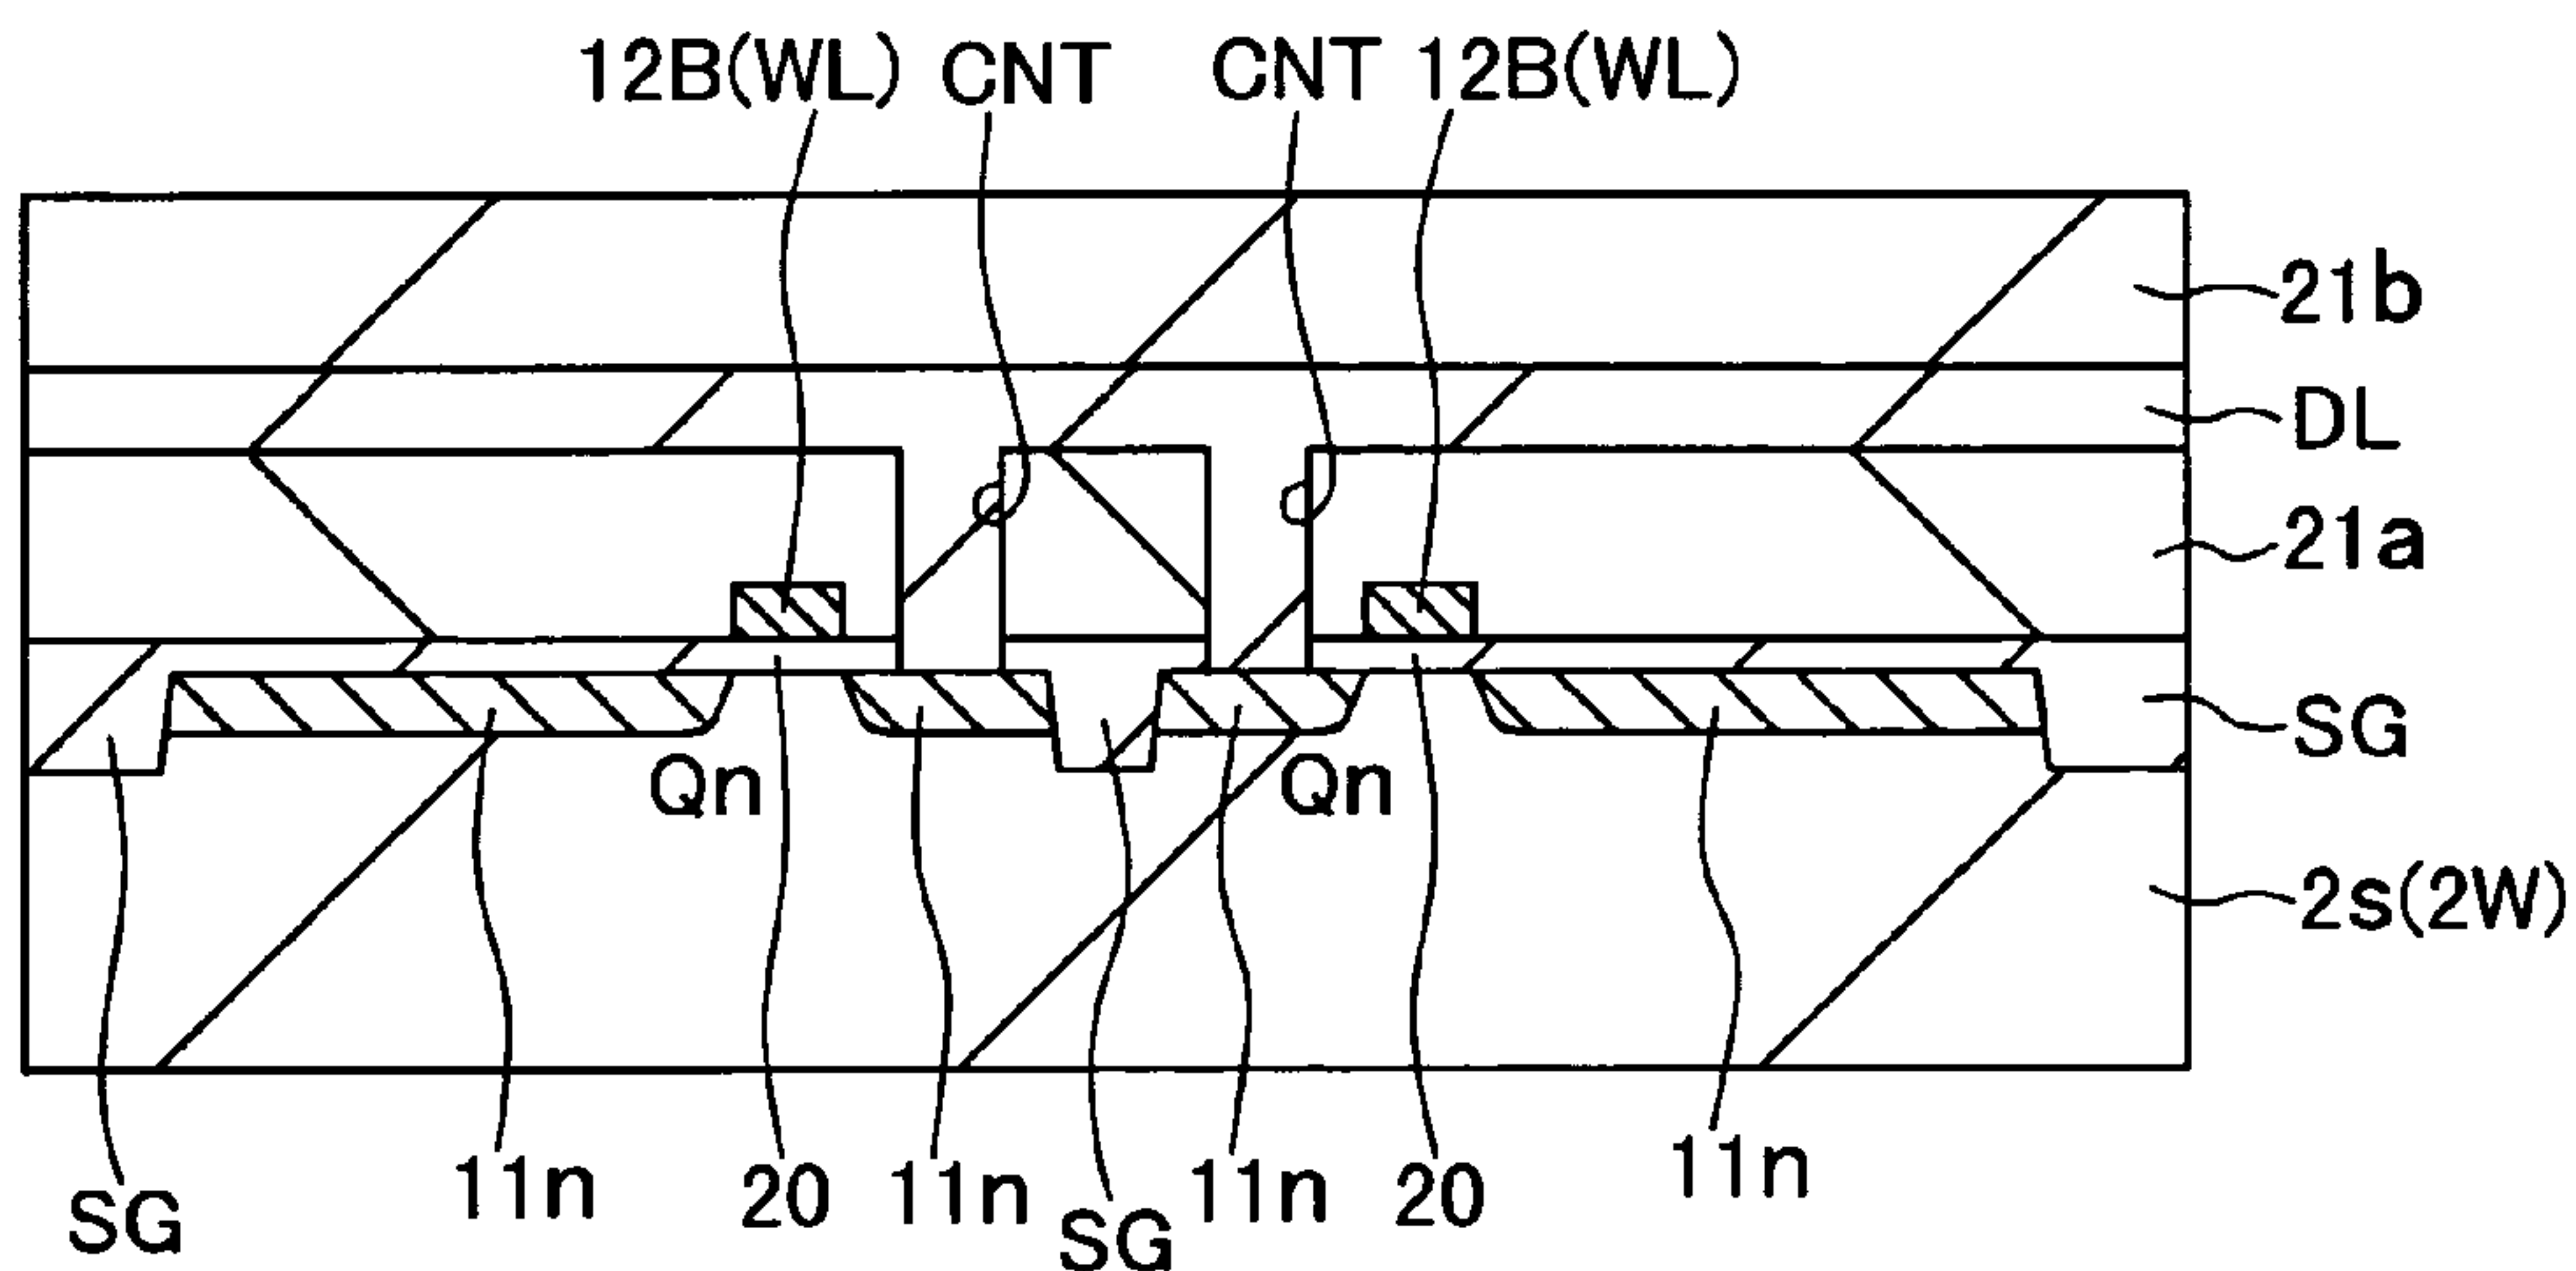 12B(WL) CNT CNT 12B(WL)
21b
DL
21a
SG
Qn Qn
2s(2W)
11n 20 11n 11n 20 11n
SG SG